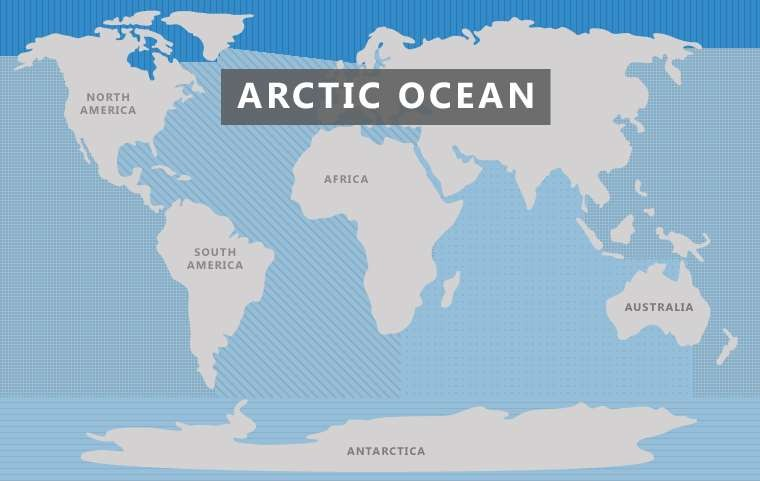 ARCTIC OCEAN
NORTH
AMERICA
AFRICA
SOUTH
AMERICA
AUSTRALIA
ANTARCTICA